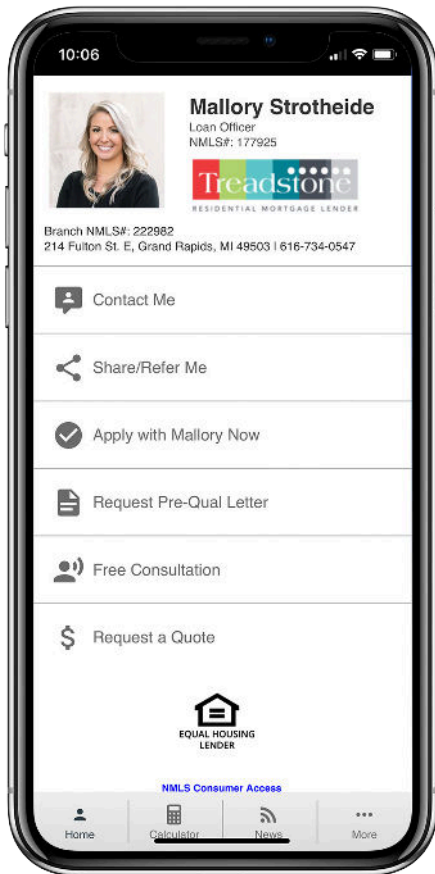 10:06
Mallory Strotheide
Loan Officer
NMLS#: 177925
Treadstone
RESIDENTIAL MORTGAGE LENDER
Branch NMLS#: 222982
214 Fulton St. E, Grand Rapids, MI 49503 | 616-734-0547
Contact Me
Share/Refer Me
Apply with Mallory Now
Request Pre-Qual Letter
Free Consultation
$ Request a Quote
EQUAL HOUSING
LENDER
NMLS Consumer Access
Home Calculator News More